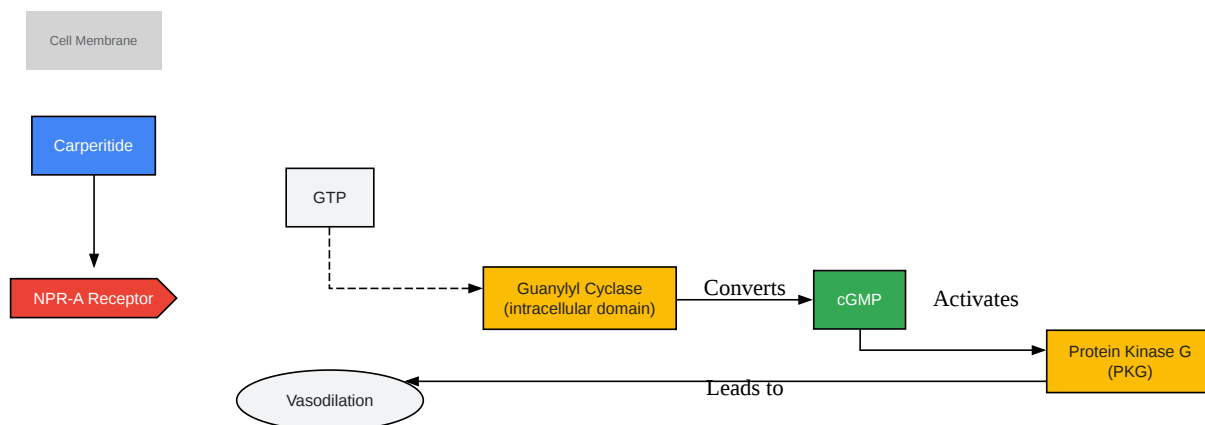 Cell Membrane
Carperitide
GTP
NPR-A Receptor
Guanylyl Cyclase
(intracellular domain)
Converts
cGMP
Activates
Protein Kinase G
(PKG)
Leads to
Vasodilation